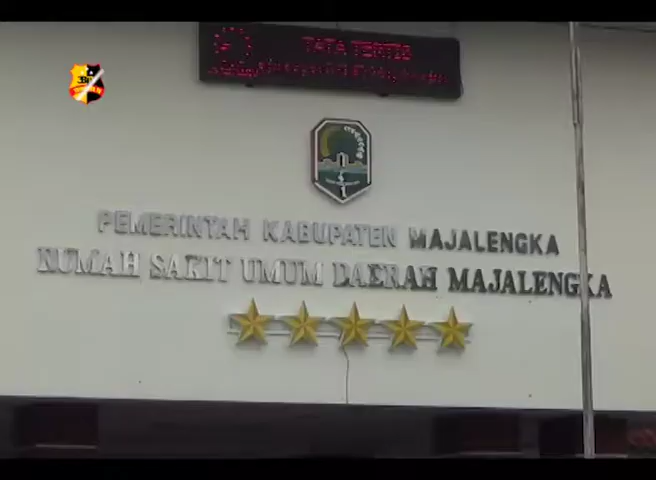 TATA TERTIB
PEMERINTAH KABUPATEN MAJALENGKA
RUMAH SAKIT UMUM DAERAH MAJALENGKA